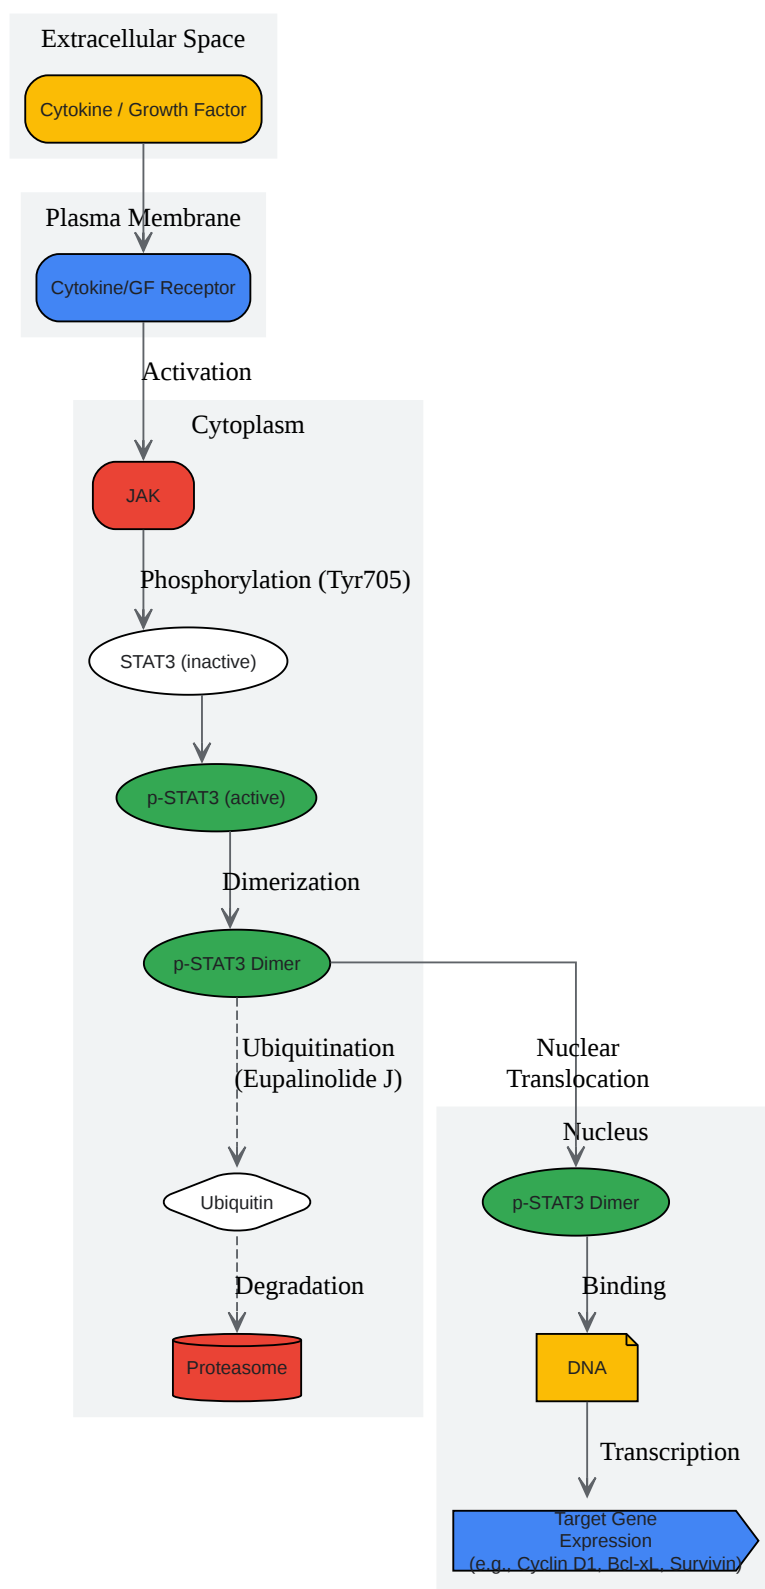 Extracellular Space
Cytokine / Growth Factor
Plasma Membrane
Cytokine/GF Receptor
Activation
Cytoplasm
JAK
Phosphorylation (Tyr705)
STAT3 (inactive)
p-STAT3 (active)
Dimerization
p-STAT3 Dimer
Ubiquitination
(Eupalinolide J)
Ubiquitin
Degradation
Proteasome
Nuclear
Translocation
Nucleus
p-STAT3 Dimer
Binding
DNA
Transcription
Target Gene
Expression
(e.g., Cyclin D1, Bcl-xL, Survivin)